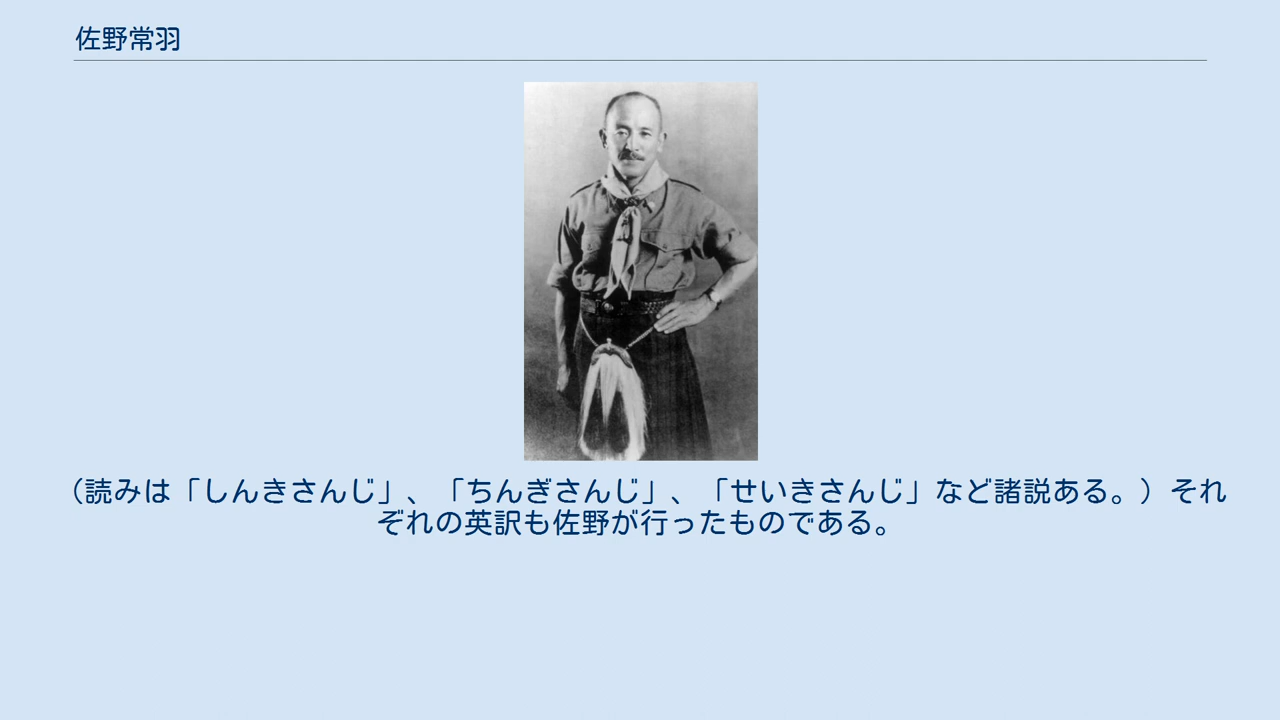 佐野常羽
（読みは「しんきさんじ」、「ちんぎさんじ」、「せいきさんじ」など諸説ある。）それ
ぞれの英訳も佐野が行ったものである。